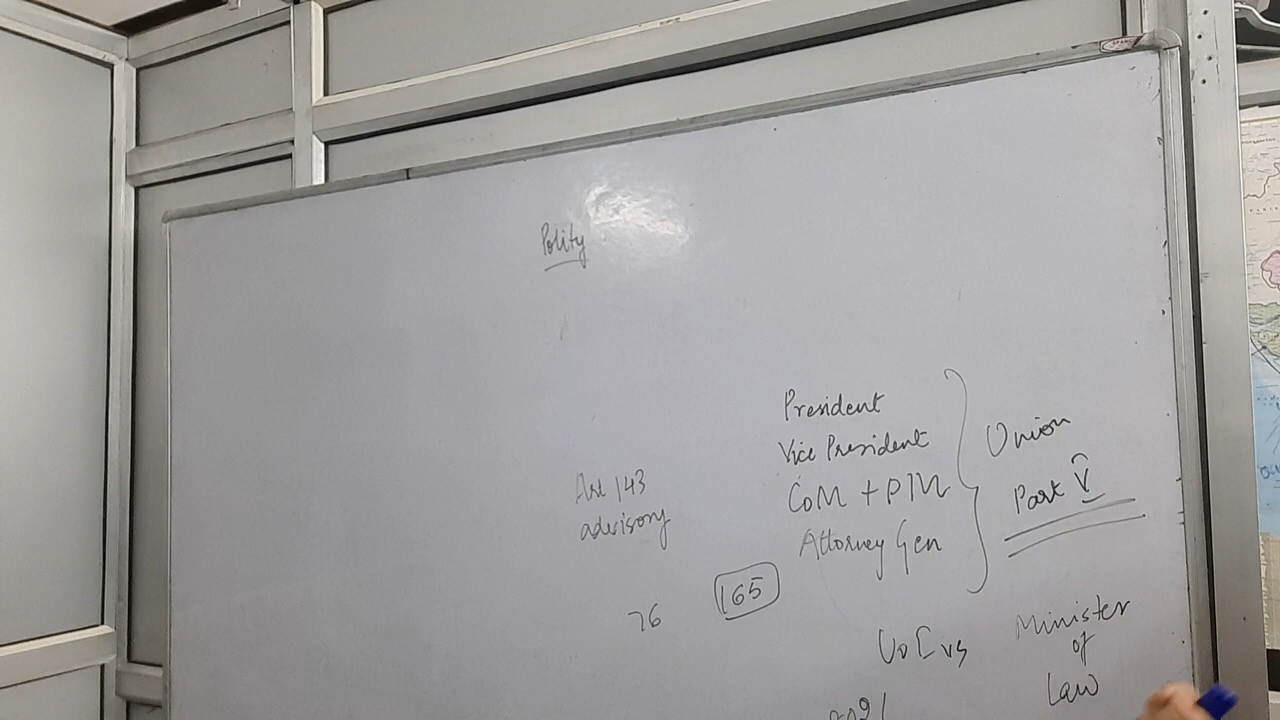 Polity
President
Vice President
CoM + PM
Attorney Gen
Union
Part V
Art 143
advisory
76
165
UoI vs
Minister
of
Law